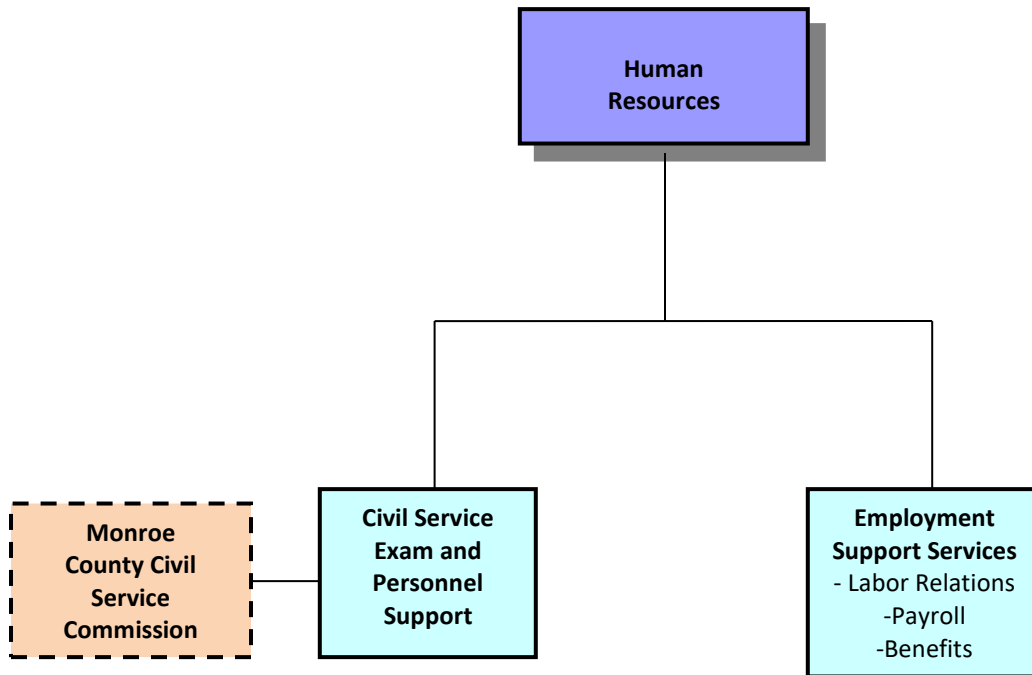 Human
Resources
Monroe
County Civil
Service
Commission
Civil Service
Exam and
Personnel
Support
Employment
Support Services
- Labor Relations
-Payroll
-Benefits